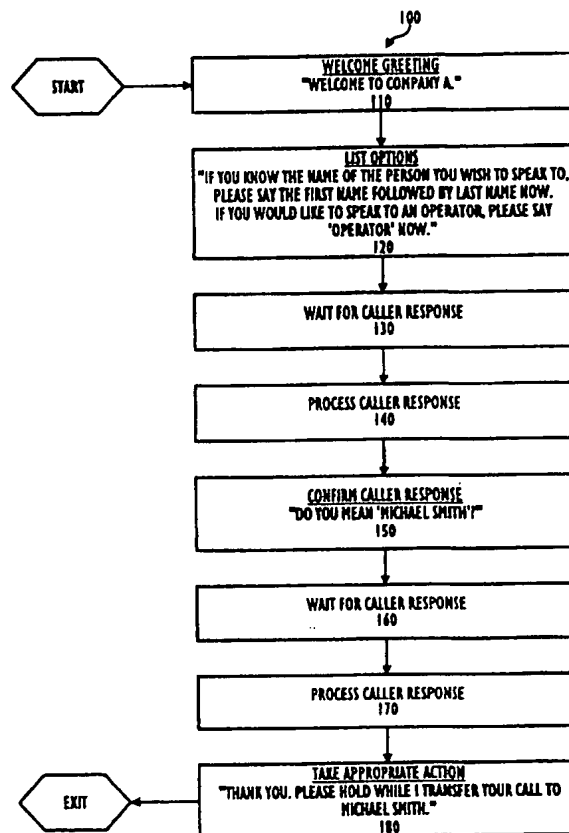 100
START
WELCOME GREETING
"WELCOME TO COMPANY A."
110
LIST OPTIONS
"IF YOU KNOW THE NAME OF THE PERSON YOU WISH TO SPEAK TO,
PLEASE SAY THE FIRST NAME FOLLOWED BY LAST NAME NOW.
IF YOU WOULD LIKE TO SPEAK TO AN OPERATOR, PLEASE SAY
'OPERATOR' NOW."
120
WAIT FOR CALLER RESPONSE
130
PROCESS CALLER RESPONSE
140
CONFIRM CALLER RESPONSE
"DO YOU MEAN 'MICHAEL SMITH'?"
150
WAIT FOR CALLER RESPONSE
160
PROCESS CALLER RESPONSE
170
TAKE APPROPRIATE ACTION
"THANK YOU. PLEASE HOLD WHILE I TRANSFER YOUR CALL TO
MICHAEL SMITH."
180
EXIT